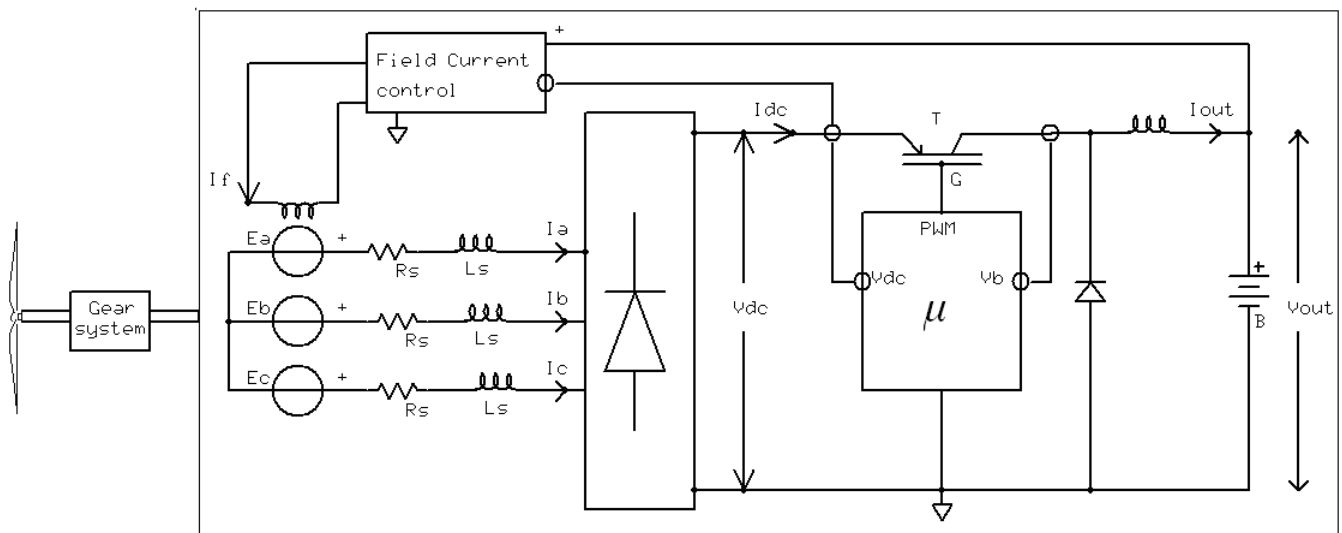 +
Field Current
control
Idc
T
Iout
If
G
Ea
+
Rs
Ls
Ia
PWM
Eb
+
Rs
Ls
Ib
Vdc
Vb
+
Gear
system
Vdc
μ
B
Vout
Ec
+
Rs
Ls
Ic